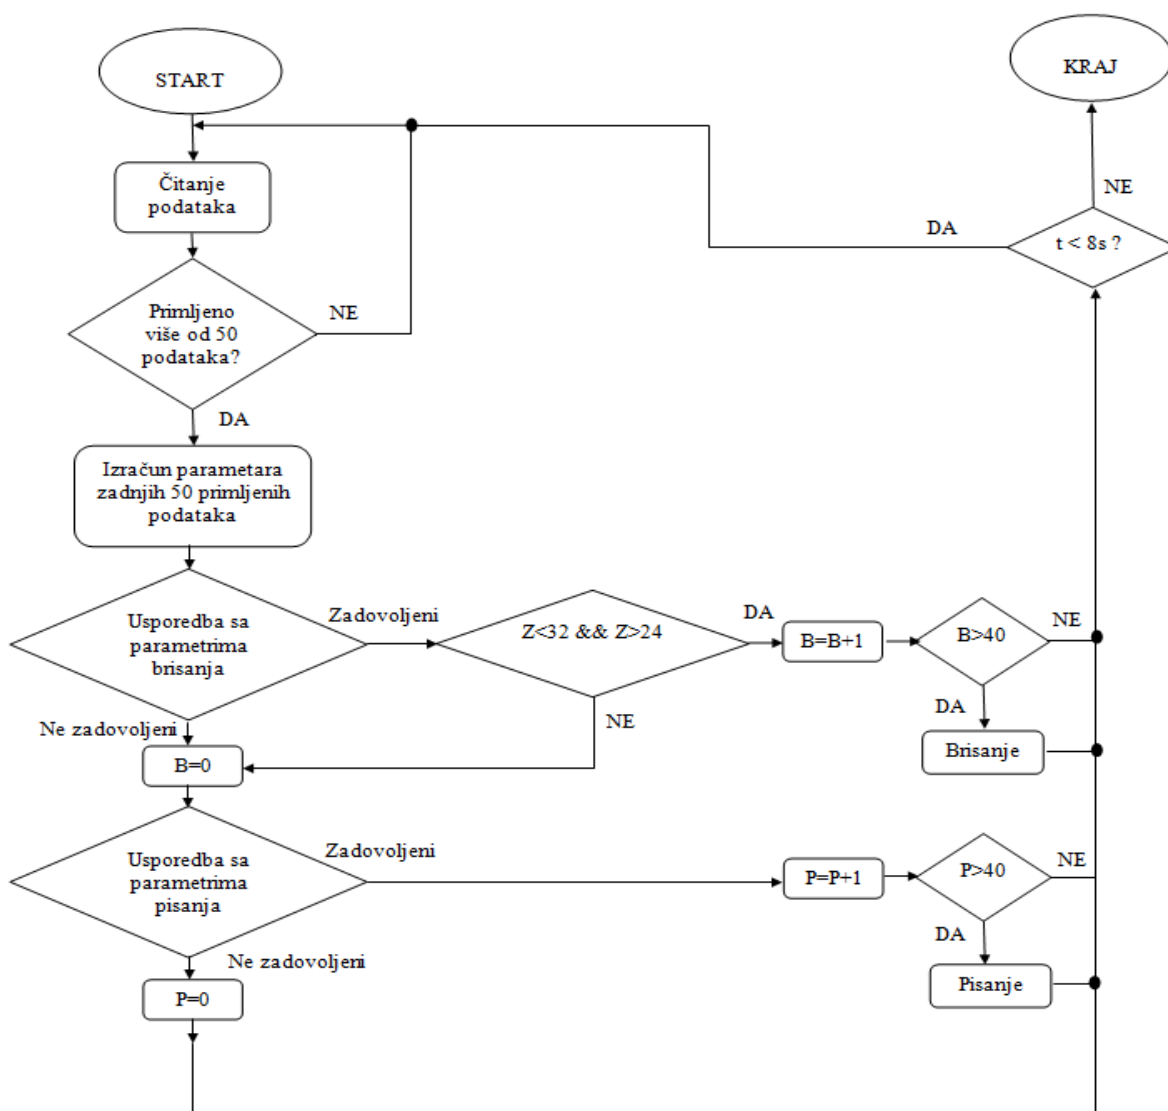 START
KRAJ
Čitanje
podataka
NE
DA
t < 8s ?
Primljeno
više od 50
podataka?
NE
DA
Izračun parametara
zadnjih 50 primljenih
podataka
Usporedba sa
parametrima
brisanja
Zadovoljeni
Z<32 && Z>24
DA
B=B+1
B>40
NE
Ne zadovoljeni
NE
DA
B=0
Brisanje
Usporedba sa
parametrima
pisanja
Zadovoljeni
P=P+1
P>40
NE
DA
Ne zadovoljeni
P=0
Pisanje